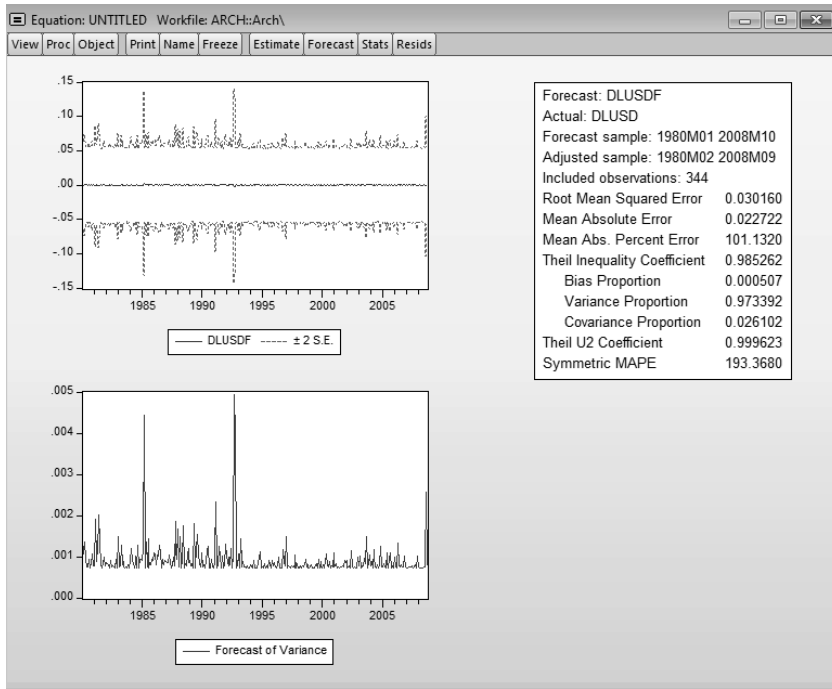 Equation: UNTITLED Workfile: ARCH::Arch\
View Proc Object Print Name Freeze Estimate Forecast Stats Resids
.15
.10
.05
.00
-.05
-.10
-.15
1985 1990 1995 2000 2005
DLUSDF ± 2 S.E.
Forecast: DLUSDF
Actual: DLUSD
Forecast sample: 1980M01 2008M10
Adjusted sample: 1980M02 2008M09
Included observations: 344
Root Mean Squared Error 0.030160
Mean Absolute Error 0.022722
Mean Abs. Percent Error 101.1320
Theil Inequality Coefficient 0.985262
Bias Proportion 0.000507
Variance Proportion 0.973392
Covariance Proportion 0.026102
Theil U2 Coefficient 0.999623
Symmetric MAPE 193.3680
.005
.004
.003
.002
.001
.000
1985 1990 1995 2000 2005
Forecast of Variance